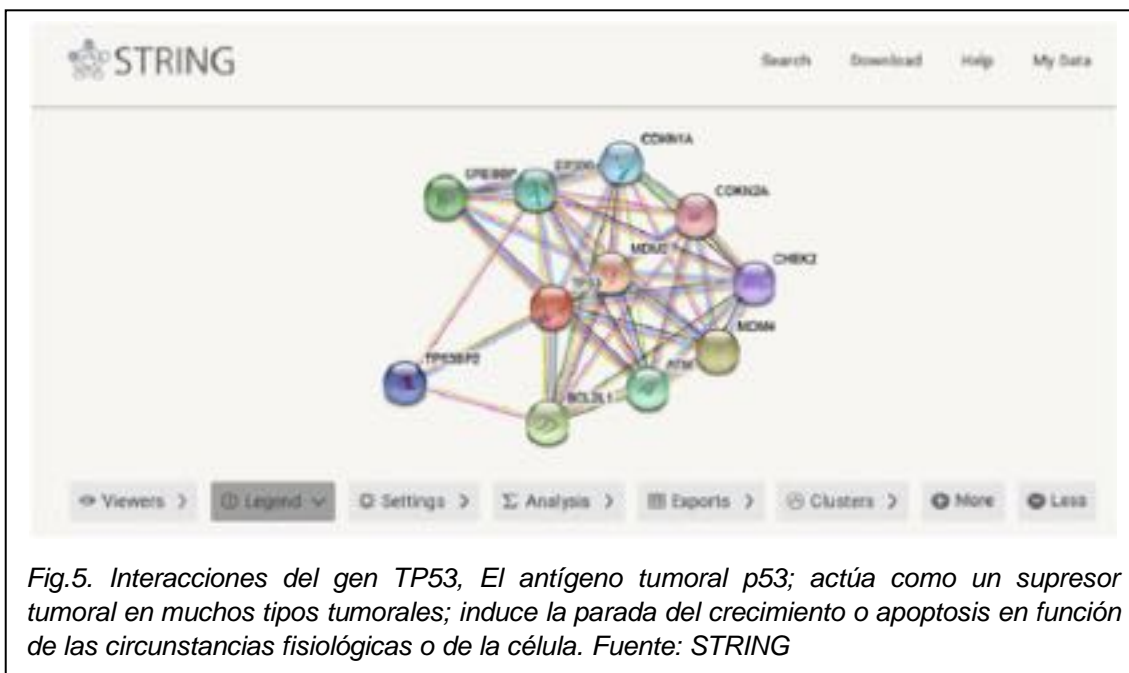 STRING
Search Download Help My Data
CDKN1A
CREBBP EP300
CDKN2A
MDM2
CHEK2
TP53
MDM4
TP53BP2
ATM
BCL2L1
Viewers > Legend Settings > Analysis > Exports > Clusters > More Less
Fig.5. Interacciones del gen TP53, El antígeno tumoral p53; actúa como un supresor
tumoral en muchos tipos tumorales; induce la parada del crecimiento o apoptosis en función
de las circunstancias fisiológicas o de la célula. Fuente: STRING